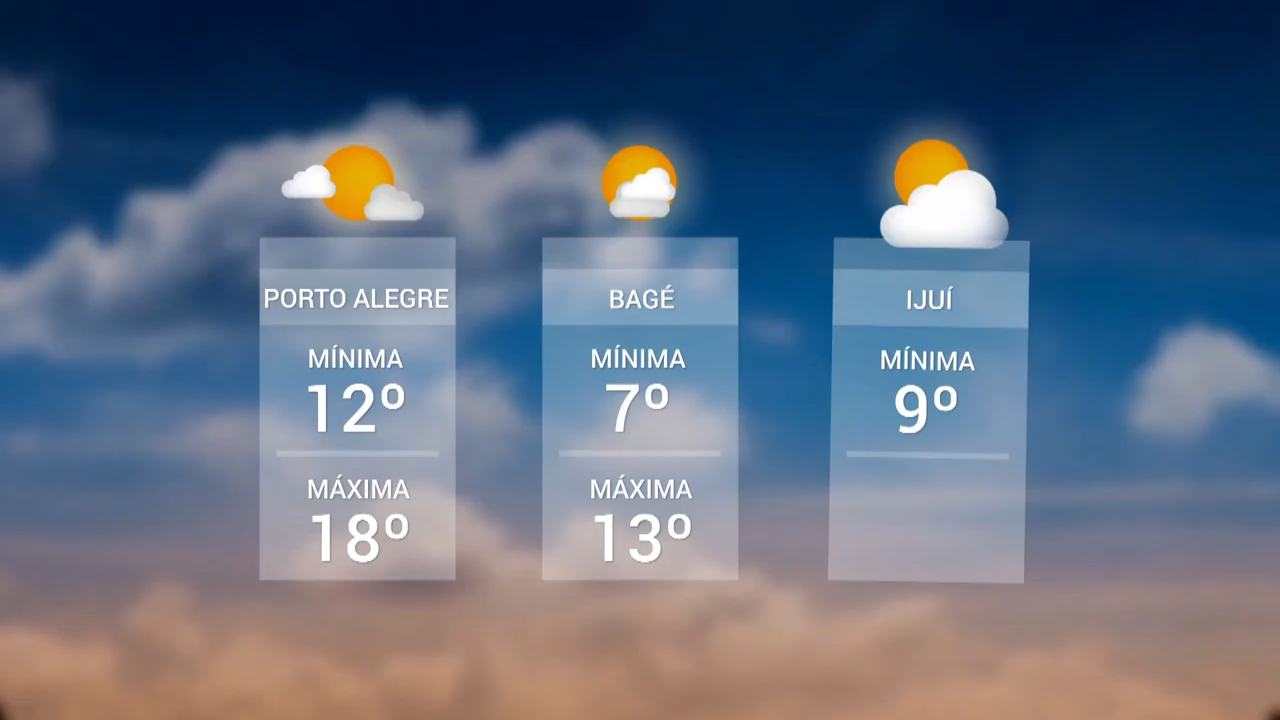 PORTO ALEGRE
MÍNIMA
12º
MÁXIMA
18º
BAGÉ
MÍNIMA
7º
MÁXIMA
13º
IJUÍ
MÍNIMA
9º